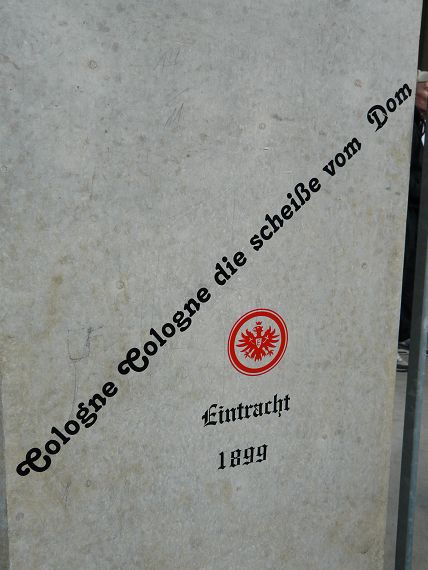 Cologne Cologne die scheiße vom Dom
Eintracht
1899